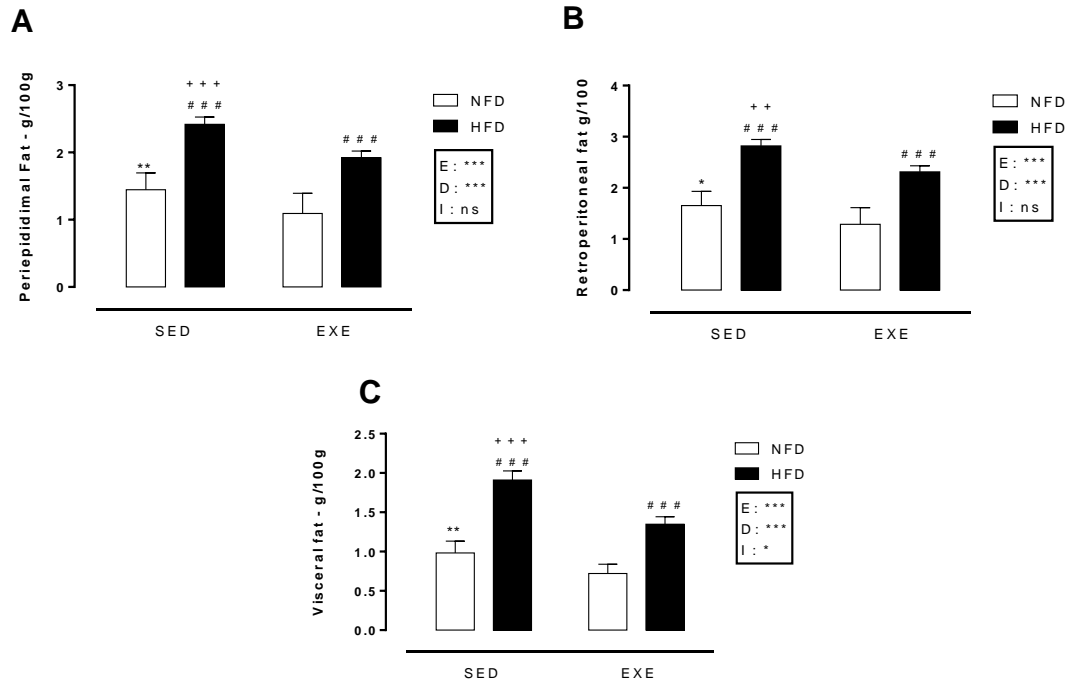 A
Periepididimal Fat - g/100g
3
2
1
0
**
+ + +
# # #
# # #
SED
EXE
NFD
HFD
E : ***
D : ***
I : ns
B
Retroperitoneal fat g/100
4
3
2
1
0
*
+ +
# # #
# # #
SED
EXE
NFD
HFD
E : ***
D : ***
I : ns
C
Visceral fat - g/100g
2.5
2.0
1.5
1.0
0.5
0.0
**
+ + +
# # #
# # #
SED
EXE
NFD
HFD
E : ***
D : ***
I : *